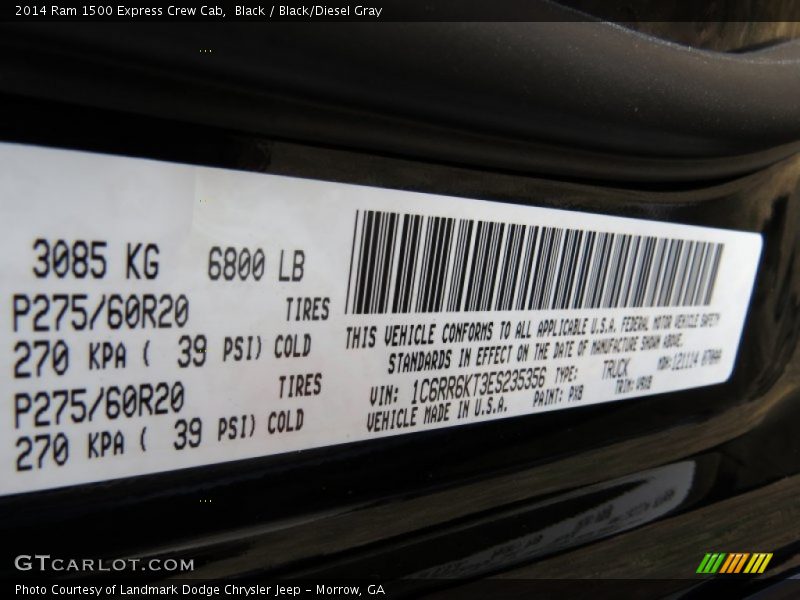 2014 Ram 1500 Express Crew Cab,  Black / Black/Diesel Gray
3085 KG 6800 LB
P275/60R20 TIRES
270 KPA ( 39 PSI) COLD
P275/60R20 TIRES
270 KPA ( 39 PSI) COLD
THIS VEHICLE CONFORMS TO ALL APPLICABLE U.S.A. FEDERAL MOTOR VEHICLE SAFETY
STANDARDS IN EFFECT ON THE DATE OF MANUFACTURE SHOWN ABOVE.
VIN: 1C6RR6KT3ES235356 TYPE: TRUCK MDH:121114
VEHICLE MADE IN U.S.A. PAINT: PX8 TRIM:
GTCARLOT.COM
Photo Courtesy of Landmark Dodge Chrysler Jeep - Morrow, GA